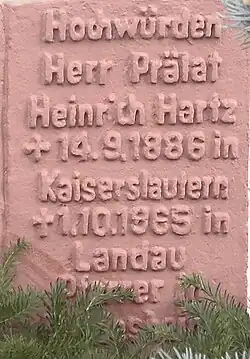 Hochwürden
Herr Prälat
Heinrich Hartz
+ 14.9.1886 in
Kaiserslautern
+ 1.10.1965 in
Landau